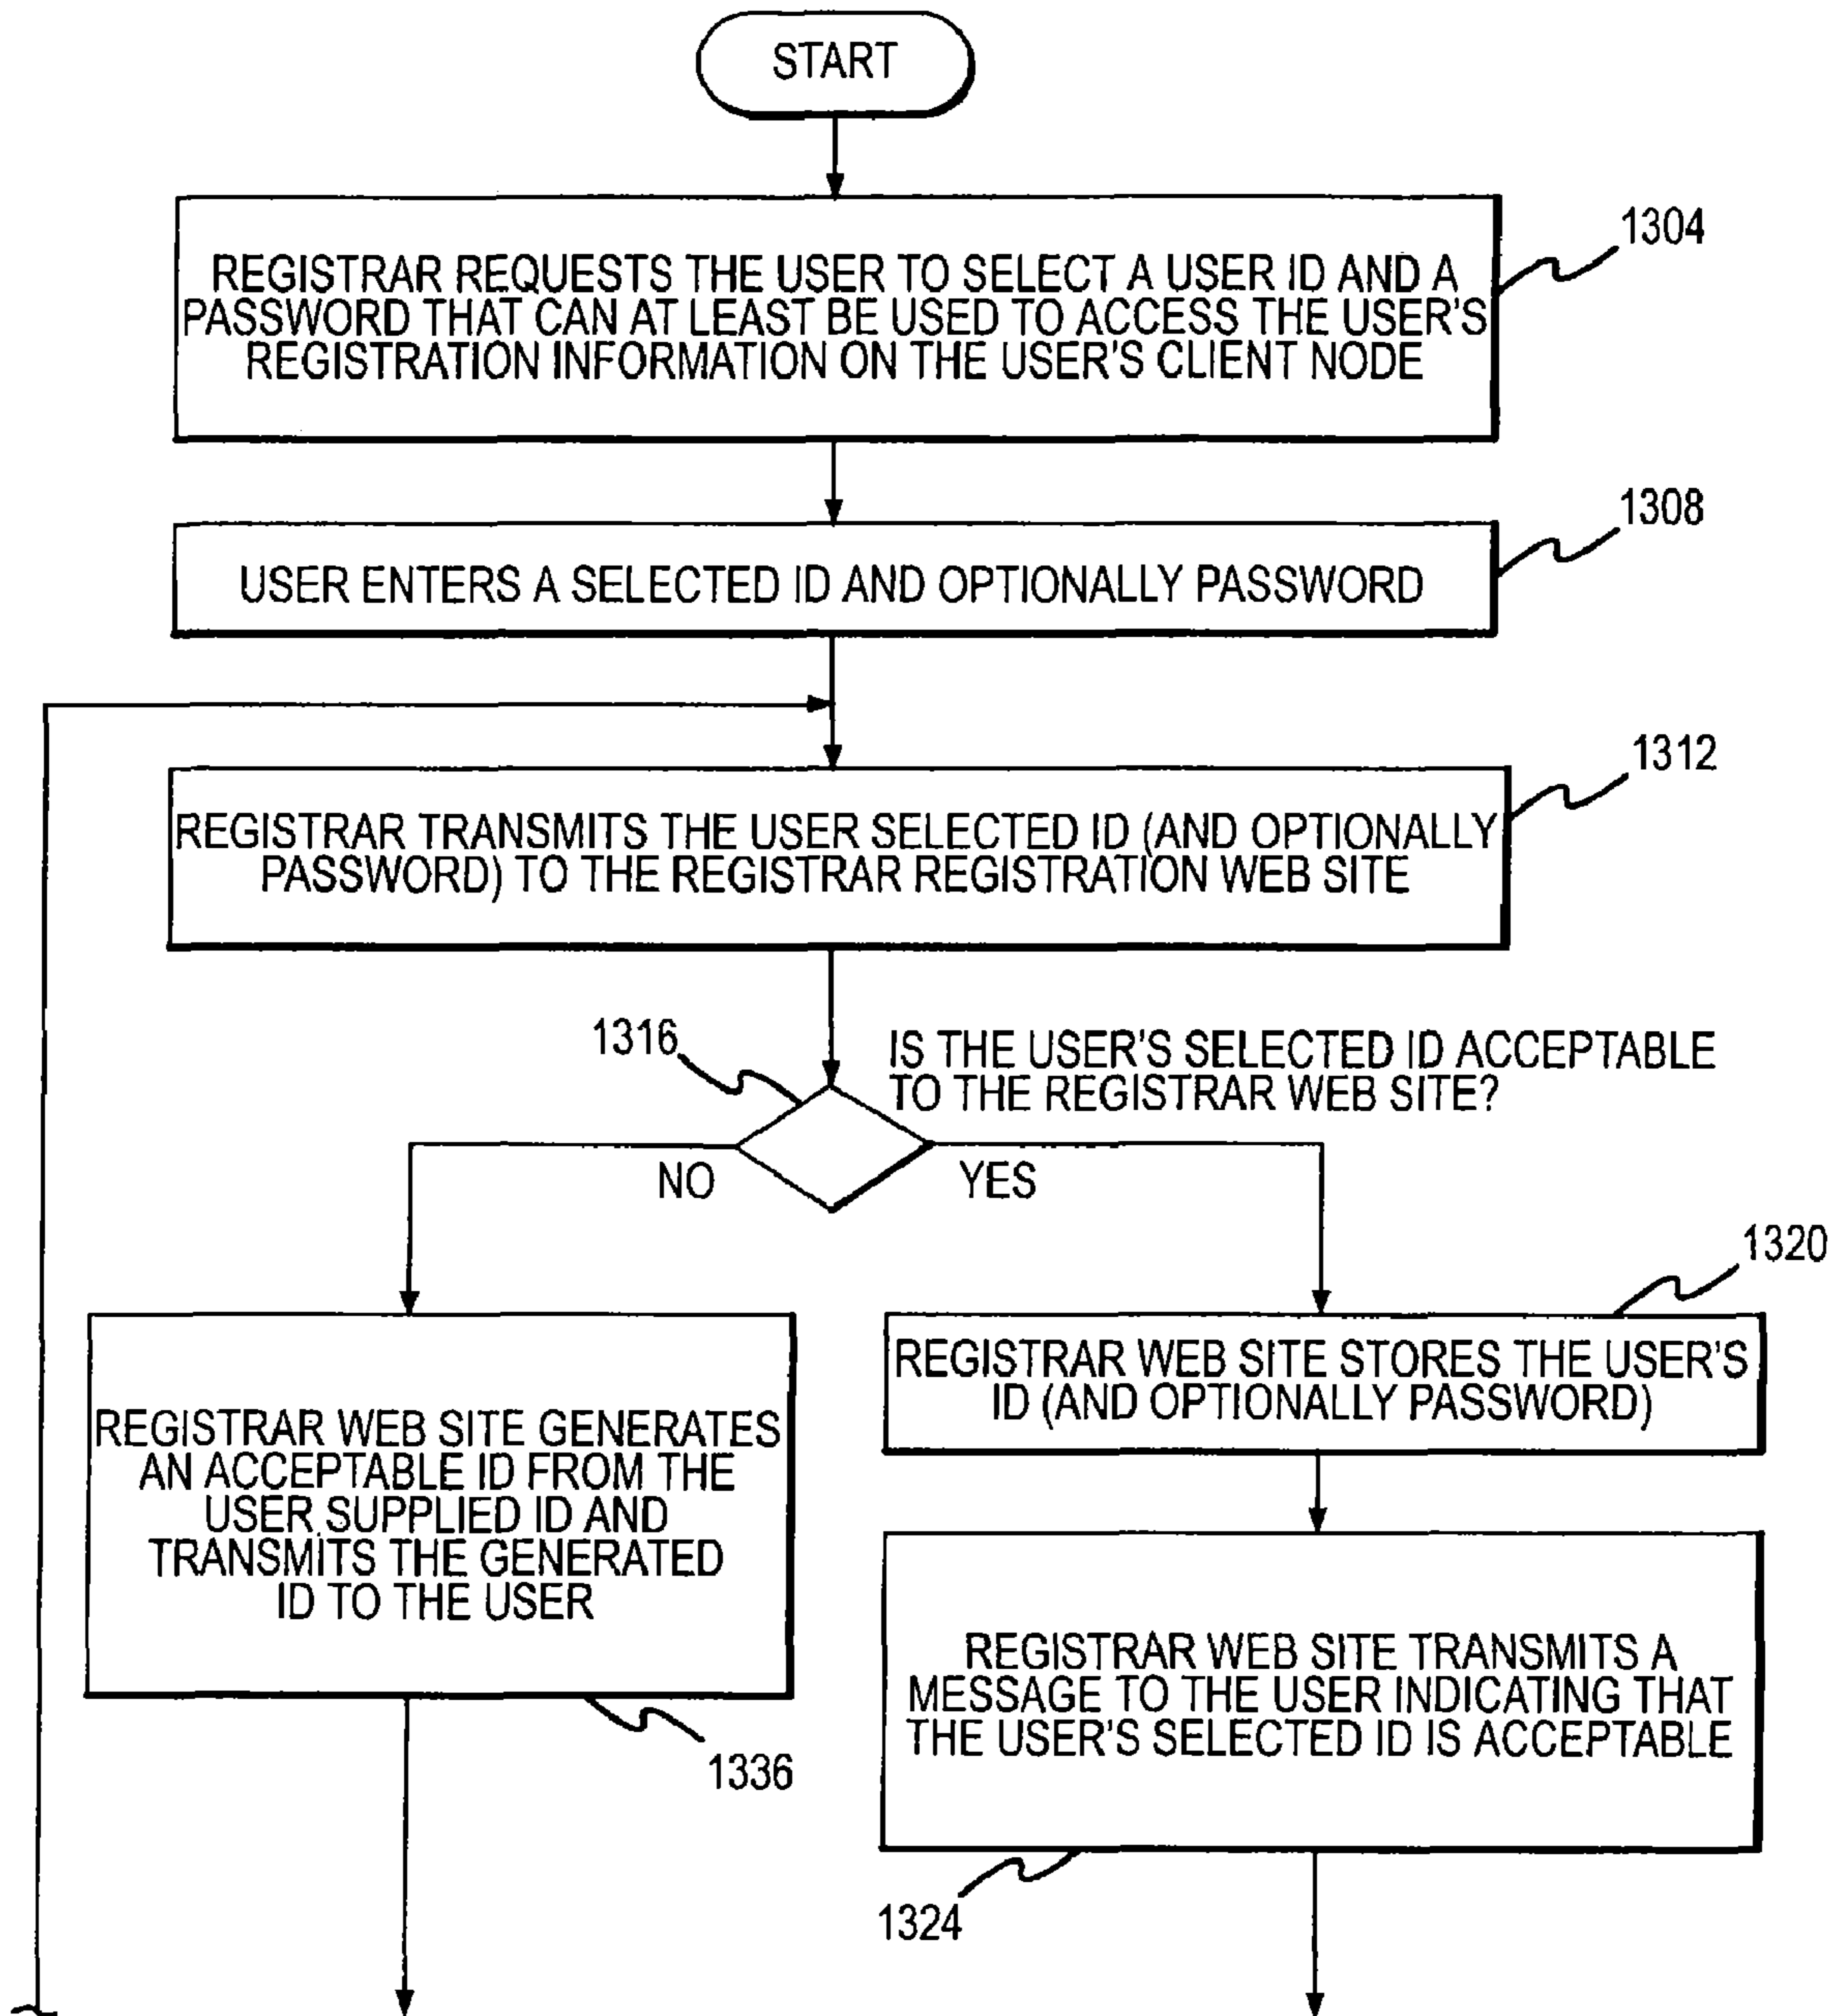 START
1304
REGISTRAR REQUESTS THE USER TO SELECT A USER ID AND A
PASSWORD THAT CAN AT LEAST BE USED TO ACCESS THE USER'S
REGISTRATION INFORMATION ON THE USER'S CLIENT NODE
1308
USER ENTERS A SELECTED ID AND OPTIONALLY PASSWORD
1312
REGISTRAR TRANSMITS THE USER SELECTED ID (AND OPTIONALLY
PASSWORD) TO THE REGISTRAR REGISTRATION WEB SITE
1316
IS THE USER'S SELECTED ID ACCEPTABLE
TO THE REGISTRAR WEB SITE?
NO
YES
1320
REGISTRAR WEB SITE STORES THE USER'S
ID (AND OPTIONALLY PASSWORD)
REGISTRAR WEB SITE GENERATES
AN ACCEPTABLE ID FROM THE
USER SUPPLIED ID AND
TRANSMITS THE GENERATED
ID TO THE USER
1336
REGISTRAR WEB SITE TRANSMITS A
MESSAGE TO THE USER INDICATING THAT
THE USER'S SELECTED ID IS ACCEPTABLE
1324